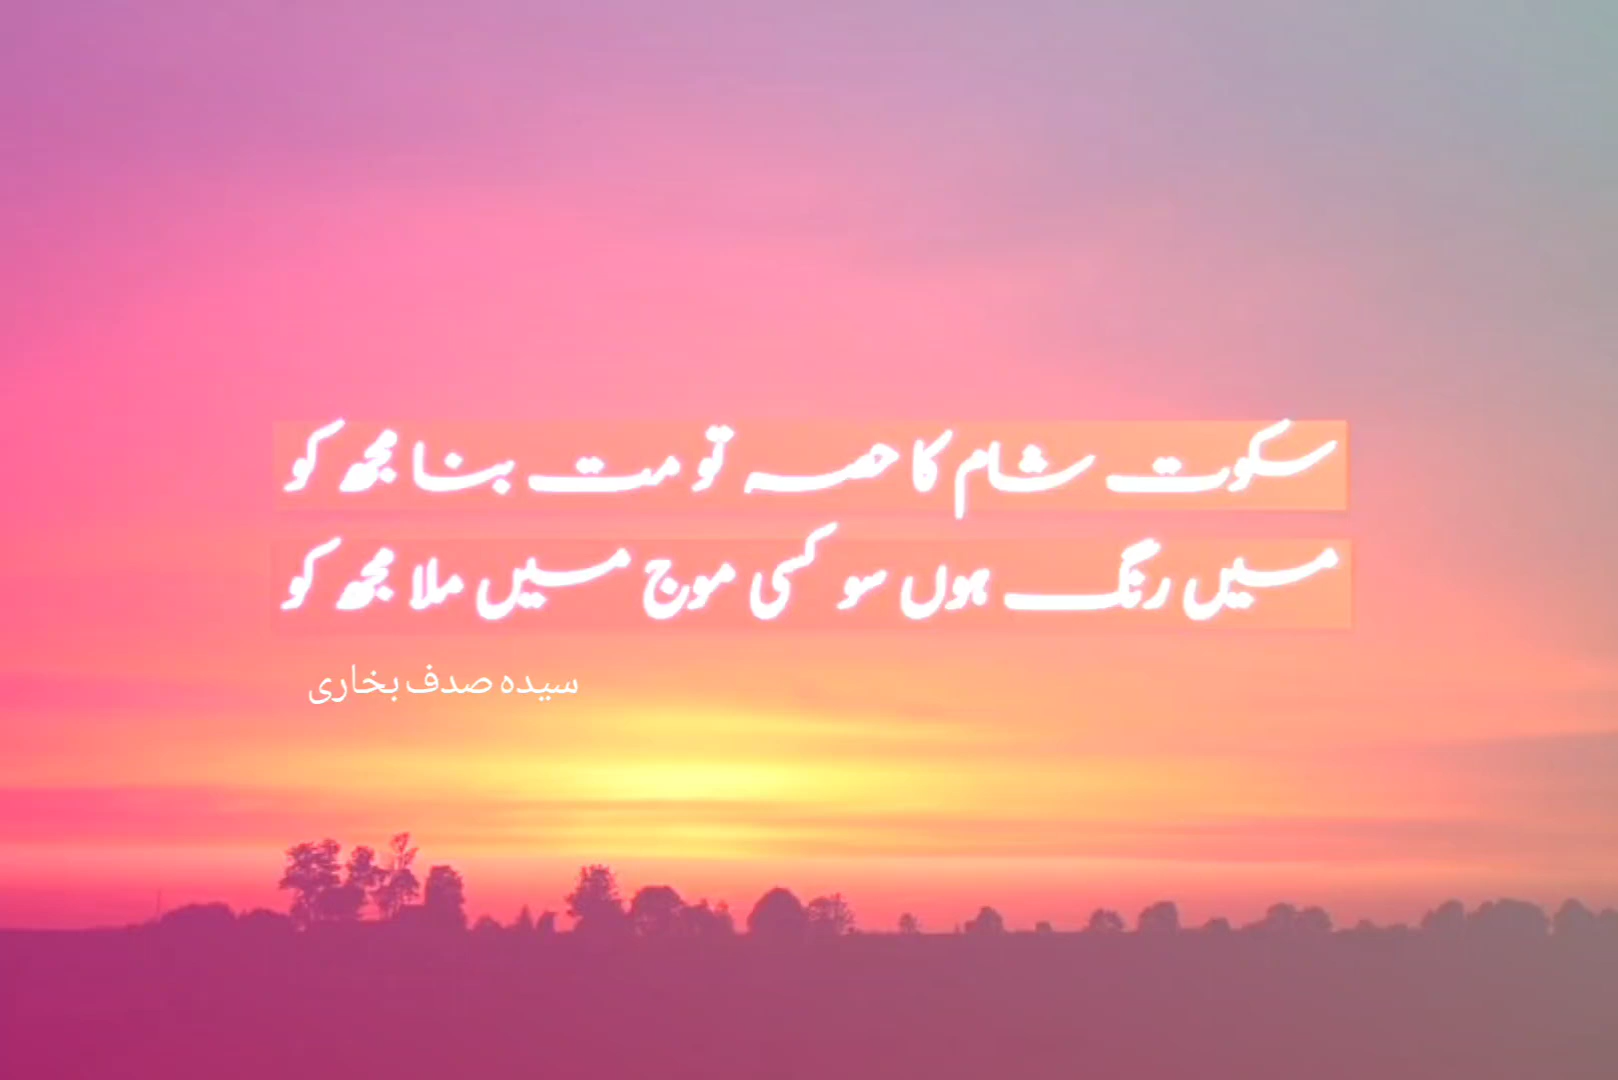 سکوت شام کا حصہ تو مت بنا مجھ کو
میں رنگ ہوں سو کسی موج میں ملا مجھ کو
سیدہ صدف بخاری